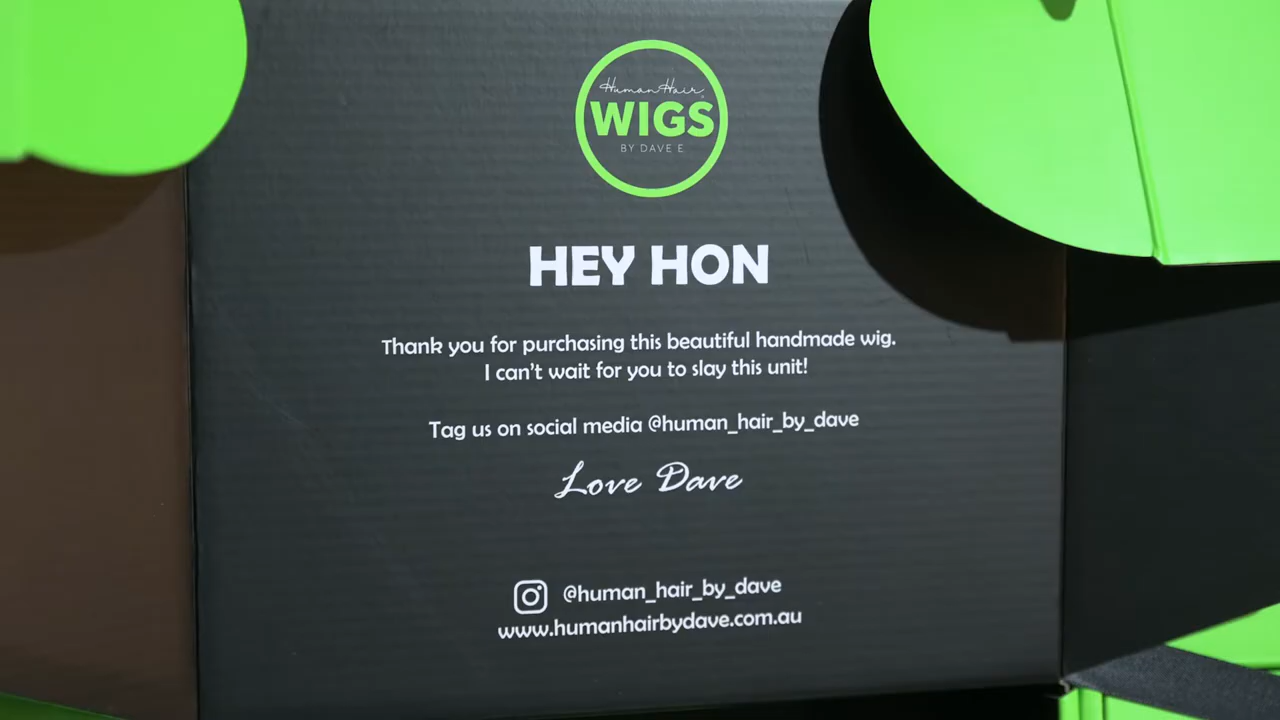 Human Hair
WIGS
BY DAVE E
HEY HON
Thank you for purchasing this beautiful handmade wig.
I can't wait for you to slay this unit!
Tag us on social media @human_hair_by_dave
Love Dave
@human_hair_by_dave
www.humanhairbydave.com.au